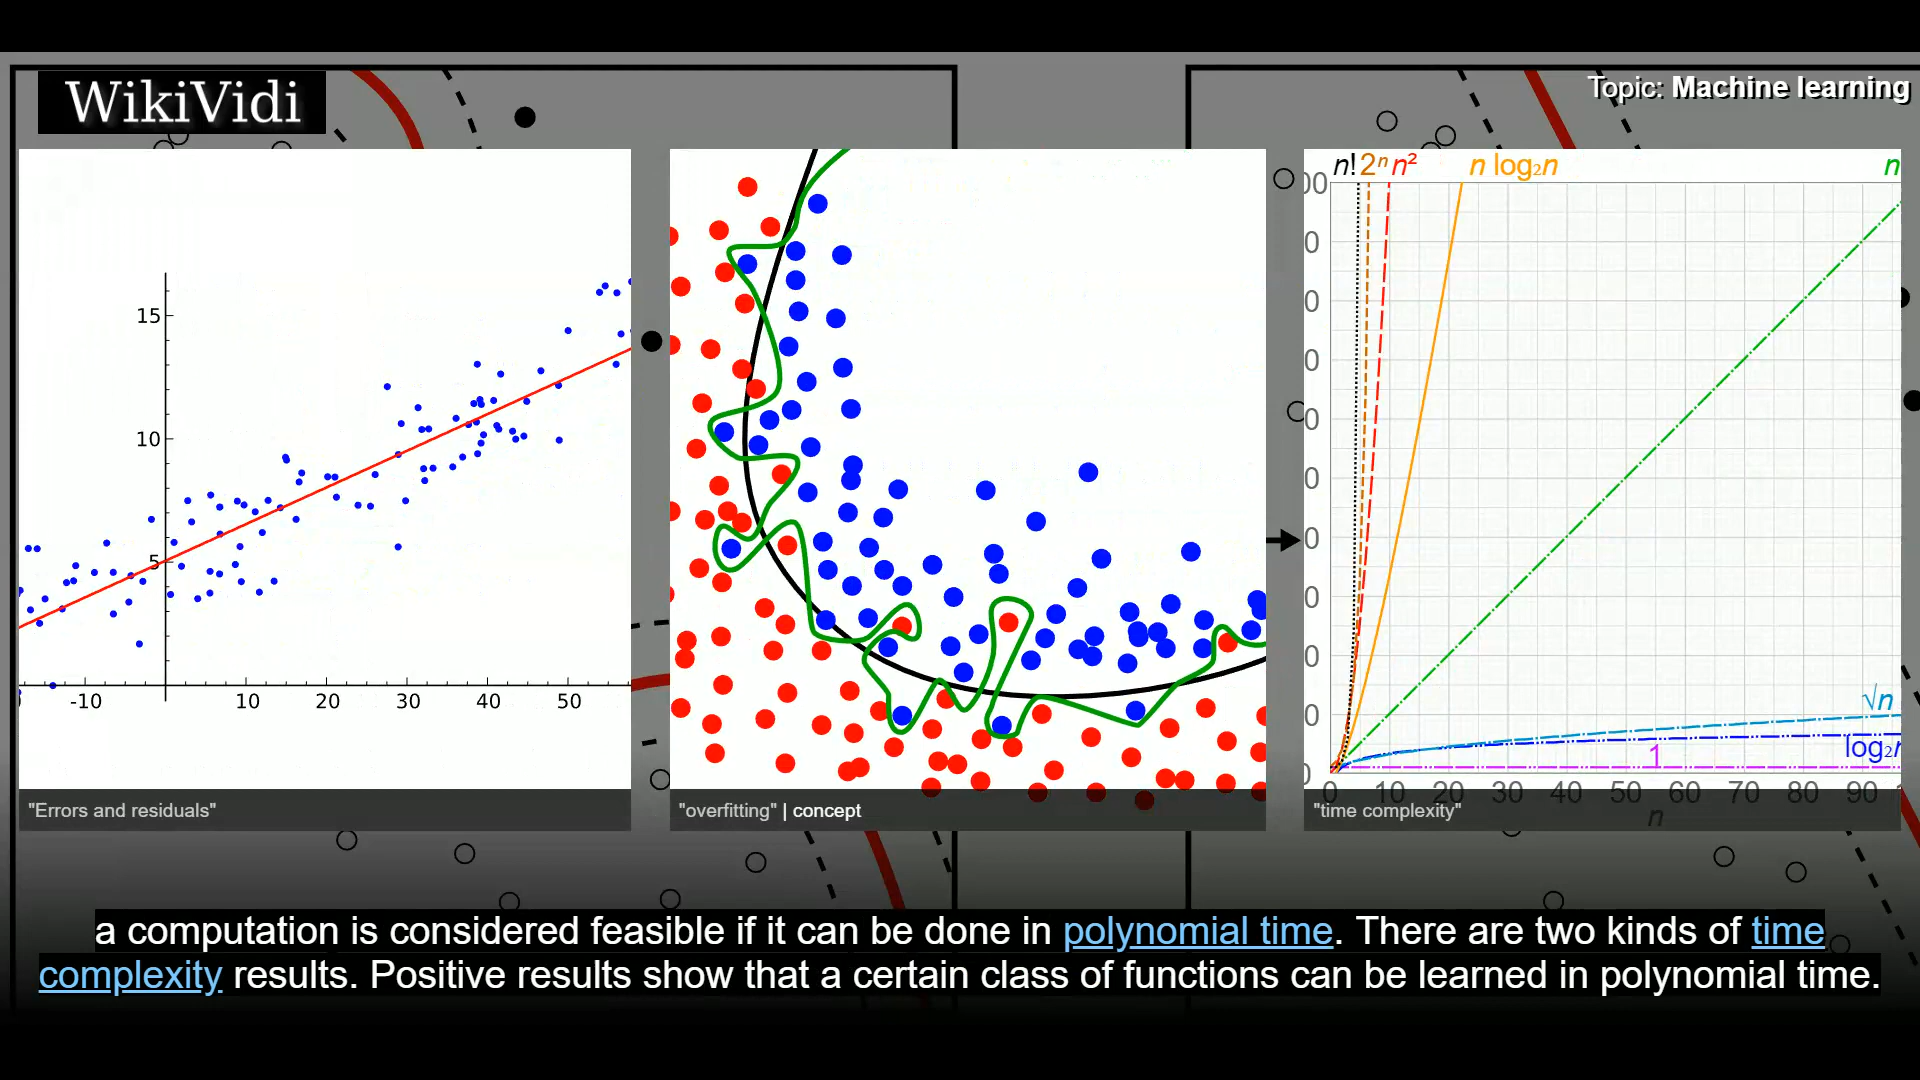 WikiVidi
Topic: Machine learning
15
10
5
-10 10 20 30 40 50
"Errors and residuals"
"overfitting" | concept
n! 2ⁿ n² n log₂n n
√n
log₂n
1
0 10 20 30 40 50 60 70 80 90
n
"time complexity"
a computation is considered feasible if it can be done in polynomial time. There are two kinds of time
complexity results. Positive results show that a certain class of functions can be learned in polynomial time.